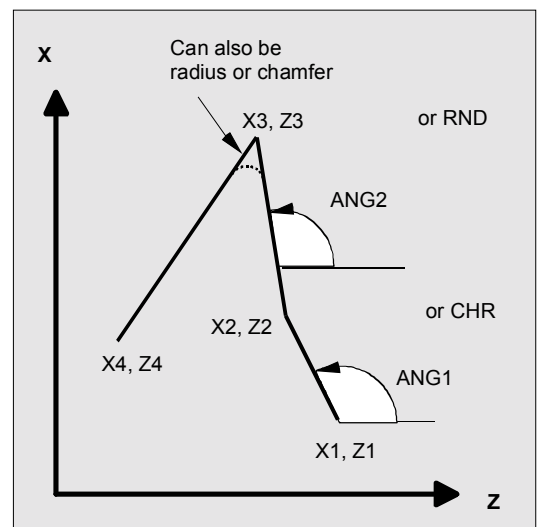 Can also be
radius or chamfer
X
X3, Z3
or RND
ANG2
X2, Z2
or CHR
X4, Z4
ANG1
X1, Z1
Z